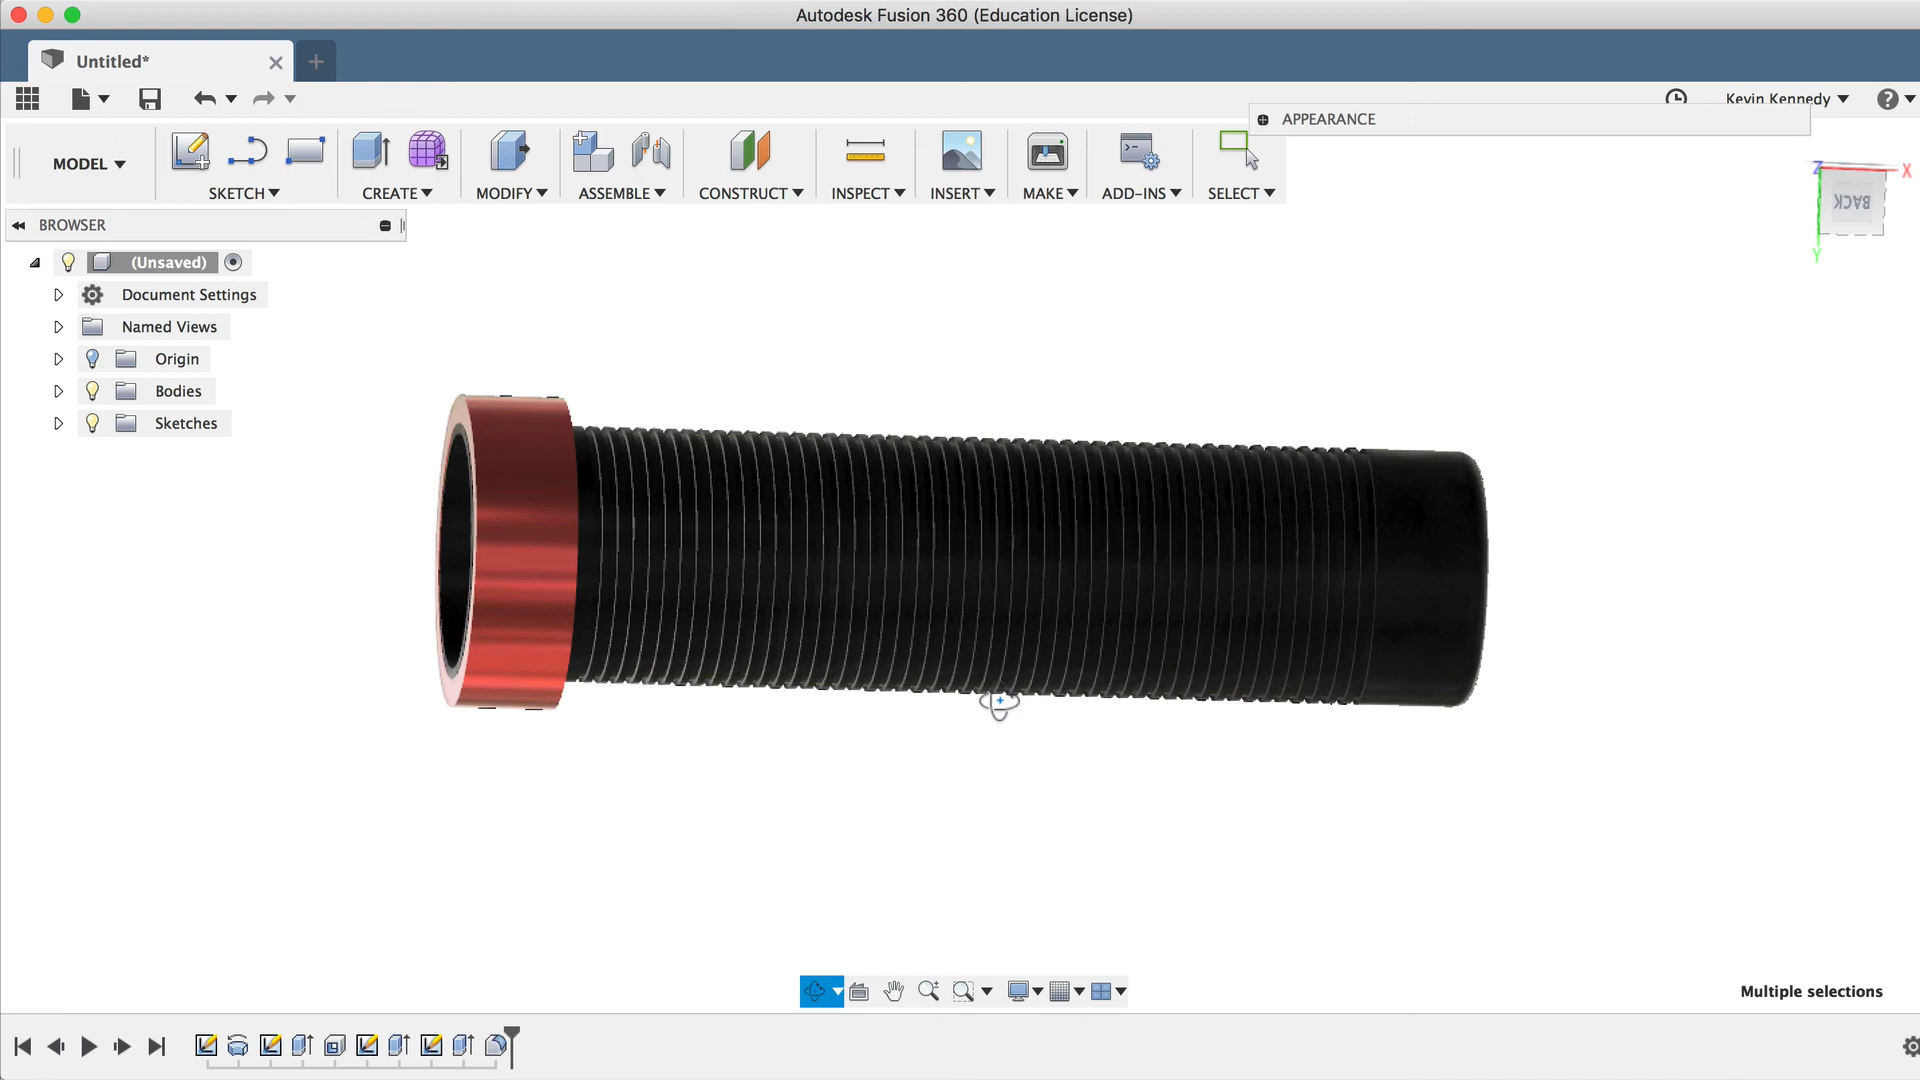 Autodesk Fusion 360 (Education License)
Untitled*
Kevin Kennedy
APPEARANCE
MODEL
SKETCH
CREATE
MODIFY
ASSEMBLE
CONSTRUCT
INSPECT
INSERT
MAKE
ADD-INS
SELECT
BROWSER
(Unsaved)
Document Settings
Named Views
Origin
Bodies
Sketches
Z
X
BACK
Y
Multiple selections